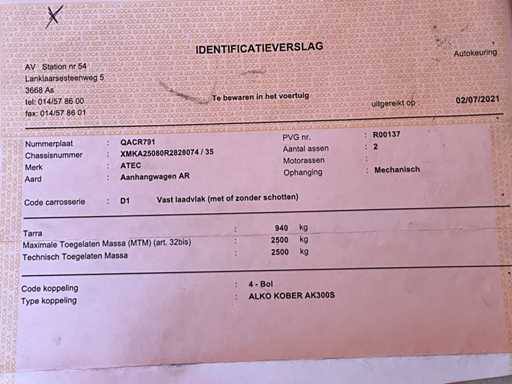 IDENTIFICATIEVERSLAG
Autokeuring
AV Station nr 54
Lanklaarsesteenweg 5
3668 As
tel: 014/57 86 00
fax: 014/57 86 01
Te bewaren in het voertuig
uitgereikt op : 02/07/2021
Nummerplaat : QACR791
Chassisnummer : XMKA25080R2828074 / 35
Merk : ATEC
Aard : Aanhangwagen AR
PVG nr. : R00137
Aantal assen : 2
Motorassen :
Ophanging : Mechanisch
Code carrosserie : D1 Vast laadvlak (met of zonder schotten)
Tarra : 940 kg
Maximale Toegelaten Massa (MTM) (art. 32bis) : 2500 kg
Technisch Toegelaten Massa : 2500 kg
Code koppeling : 4 - Bol
Type koppeling : ALKO KOBER AK300S